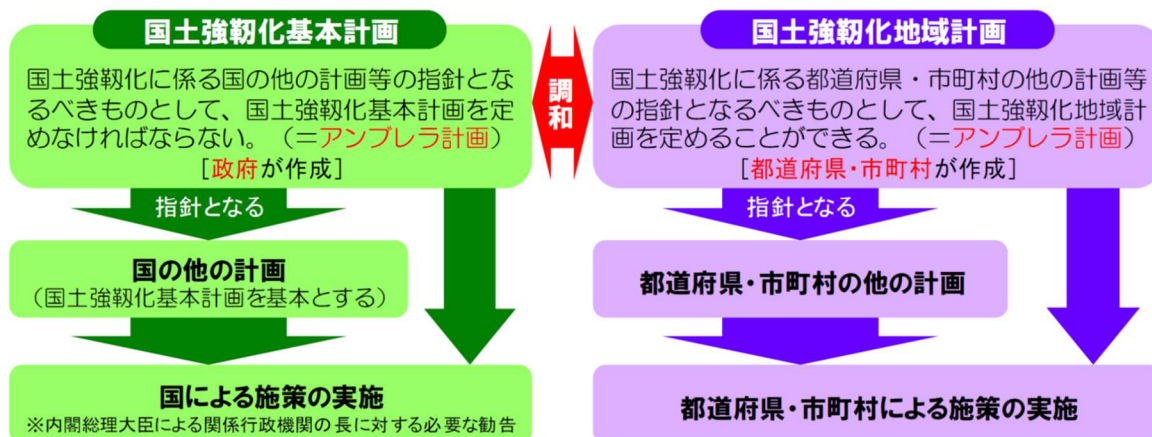 国土強靱化基本計画
国土強靱化に係る国の他の計画等の指針とな
るべきものとして、国土強靱化基本計画を定
めなければならない。（＝アンブレラ計画）
[政府が作成]
指針となる
国の他の計画
（国土強靱化基本計画を基本とする）
国による施策の実施
※内閣総理大臣による関係行政機関の長に対する必要な勧告
調和
国土強靱化地域計画
国土強靱化に係る都道府県・市町村の他の計画等
の指針となるべきものとして、国土強靱化地域計
画を定めることができる。（＝アンブレラ計画）
[都道府県・市町村が作成]
指針となる
都道府県・市町村の他の計画
都道府県・市町村による施策の実施